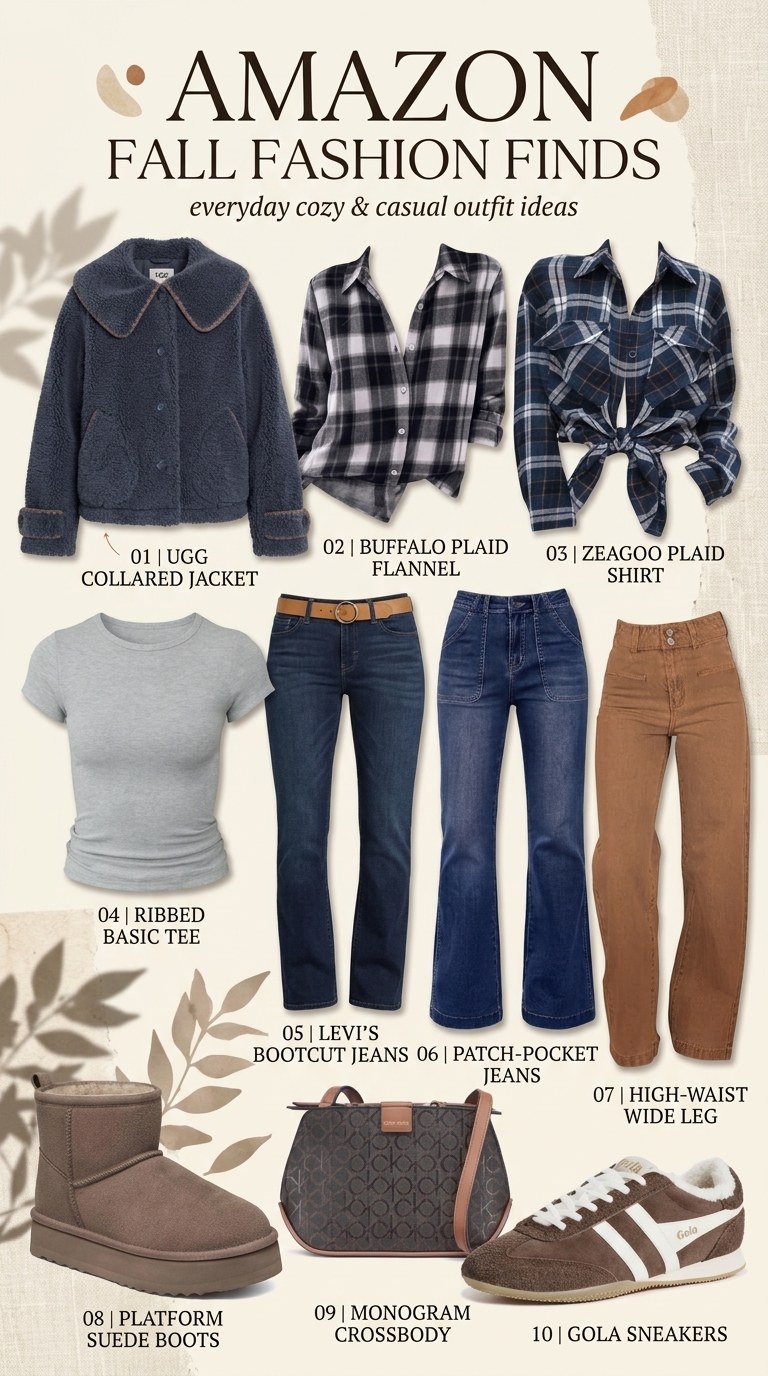 AMAZON
FALL FASHION FINDS
everyday cozy & casual outfit ideas
UGG
01 | UGG
COLLARED JACKET
02 | BUFFALO PLAID
FLANNEL
03 | ZEAGOO PLAID
SHIRT
04 | RIBBED
BASIC TEE
05 | LEVI'S
BOOTCUT JEANS
06 | PATCH-POCKET
JEANS
07 | HIGH-WAIST
WIDE LEG
08 | PLATFORM
SUEDE BOOTS
09 | MONOGRAM
CROSSBODY
Gola
10 | GOLA SNEAKERS